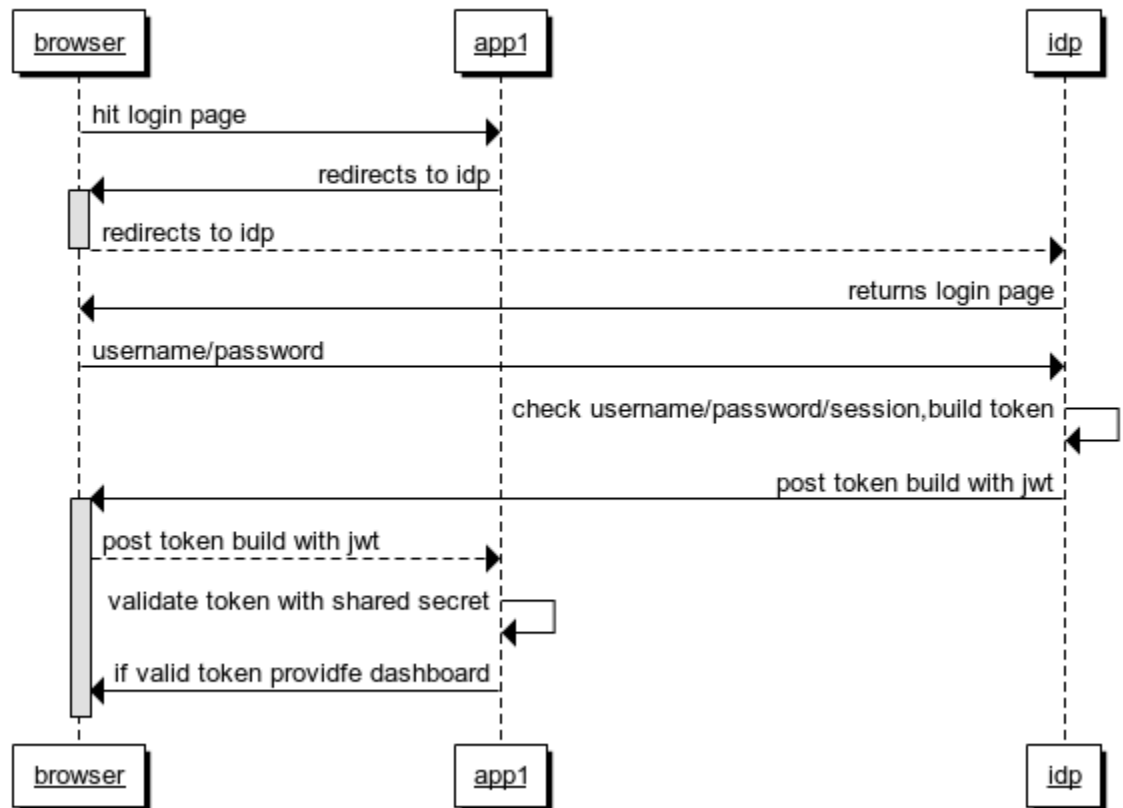 browser
app1
idp
hit login page
redirects to idp
redirects to idp
returns login page
username/password
check username/password/session,build token
post token build with jwt
post token build with jwt
validate token with shared secret
if valid token providfe dashboard
browser
app1
idp